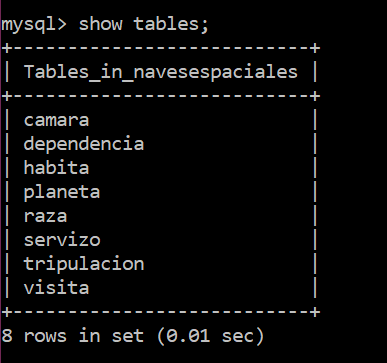 mysql> show tables;
+----------------------------+
| Tables_in_navesespaciales |
+----------------------------+
| camara |
| dependencia |
| habita |
| planeta |
| raza |
| servizo |
| tripulacion |
| visita |
+----------------------------+
8 rows in set (0.01 sec)